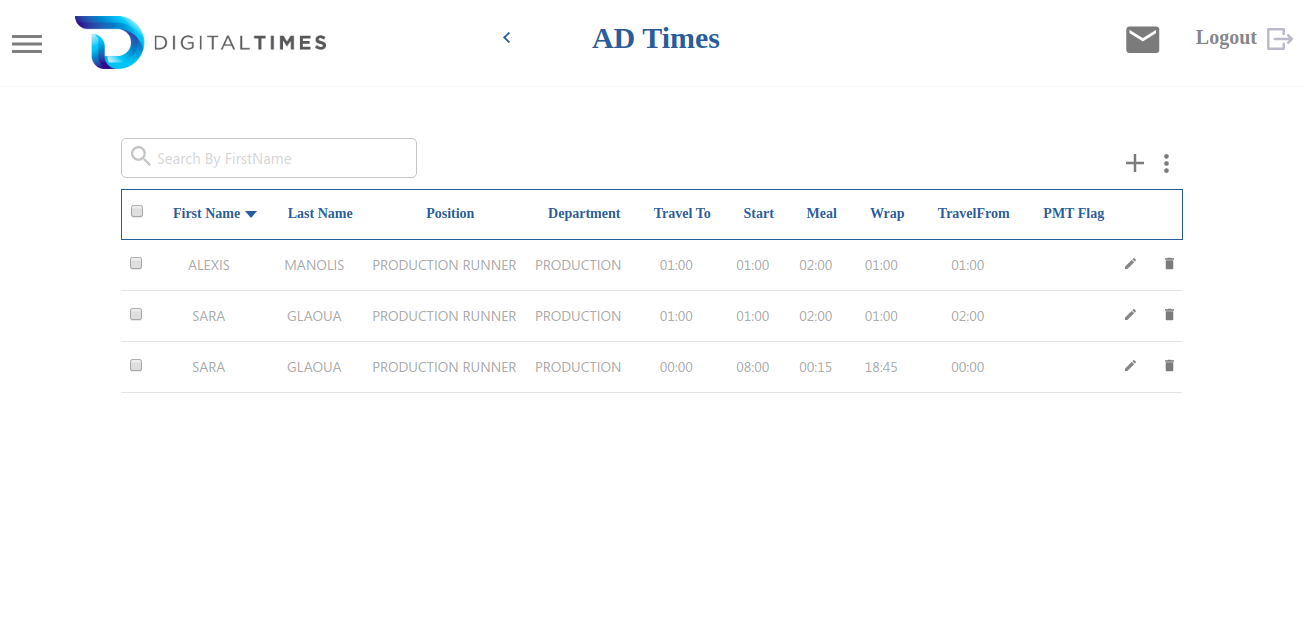 DIGITALTIMES
AD Times
Logout
Search By FirstName
First Name Last Name Position Department Travel To Start Meal Wrap TravelFrom PMT Flag
ALEXIS MANOLIS PRODUCTION RUNNER PRODUCTION 01:00 01:00 02:00 01:00 01:00
SARA GLAOUA PRODUCTION RUNNER PRODUCTION 01:00 01:00 02:00 01:00 02:00
SARA GLAOUA PRODUCTION RUNNER PRODUCTION 00:00 08:00 00:15 18:45 00:00